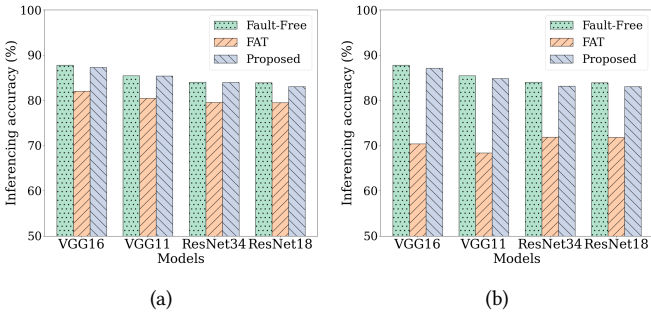 100
90
80
70
60
50
Inferencing accuracy (%)
Fault-Free
FAT
Proposed
VGG16 VGG11 ResNet34 ResNet18
Models
(a)
100
90
80
70
60
50
Inferencing accuracy (%)
Fault-Free
FAT
Proposed
VGG16 VGG11 ResNet34 ResNet18
Models
(b)